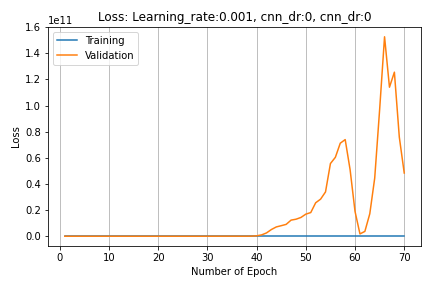 Loss: Learning_rate:0.001, cnn_dr:0, cnn_dr:0
1e11
Training
Validation
1.6
1.4
1.2
1.0
0.8
0.6
0.4
0.2
0.0
Loss
0 10 20 30 40 50 60 70
Number of Epoch